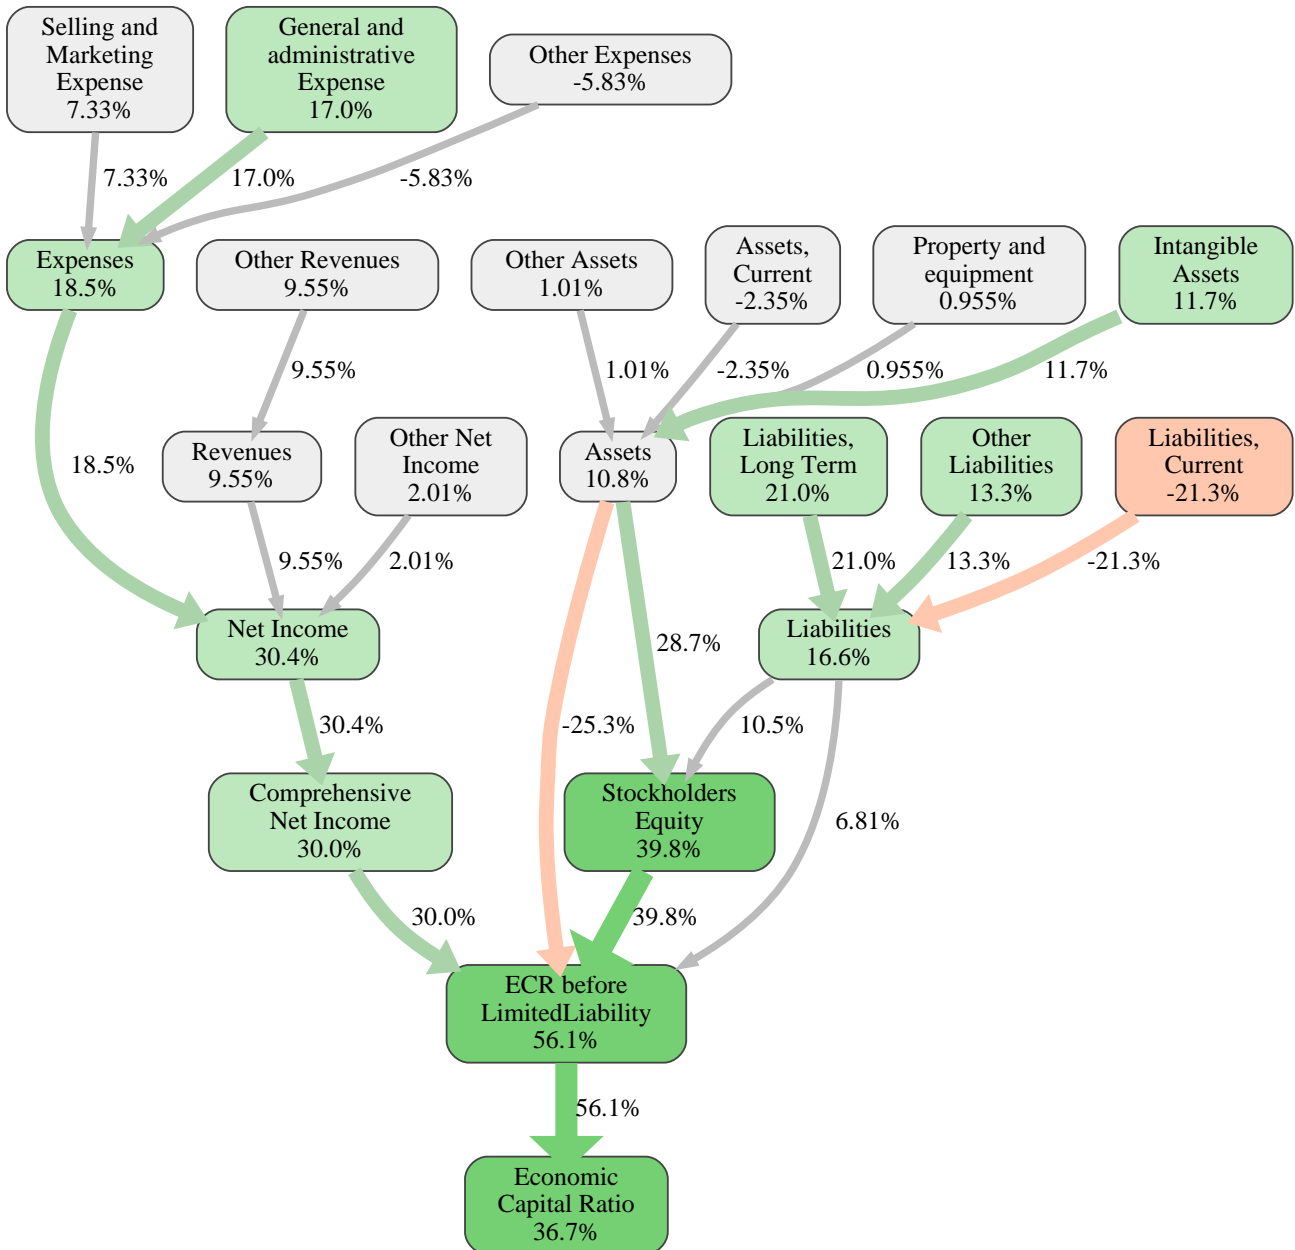 Selling and
Marketing
Expense
7.33%
General and
administrative
Expense
17.0%
Other Expenses
-5.83%
7.33%
17.0%
-5.83%
Expenses
18.5%
Other Revenues
9.55%
Other Assets
1.01%
Assets,
Current
-2.35%
Property and
equipment
0.955%
Intangible
Assets
11.7%
9.55%
1.01%
-2.35%
0.955%
11.7%
18.5%
Revenues
9.55%
Other Net
Income
2.01%
Assets
10.8%
Liabilities,
Long Term
21.0%
Other
Liabilities
13.3%
Liabilities,
Current
-21.3%
9.55%
2.01%
21.0%
13.3%
-21.3%
Net Income
30.4%
28.7%
Liabilities
16.6%
30.4%
-25.3%
10.5%
Comprehensive
Net Income
30.0%
Stockholders
Equity
39.8%
6.81%
30.0%
39.8%
ECR before
LimitedLiability
56.1%
56.1%
Economic
Capital Ratio
36.7%